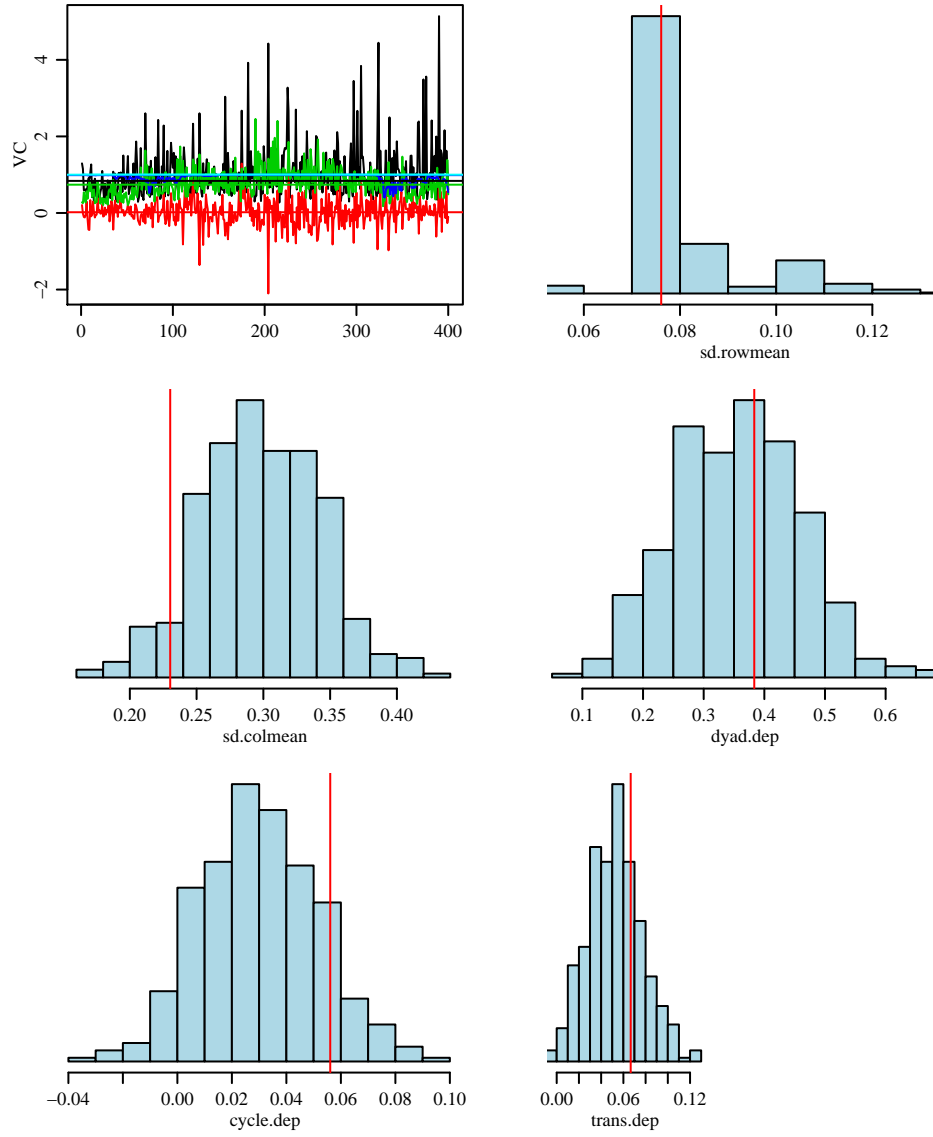 VC
4
2
0
−2
0 100 200 300 400
0.06 0.08 0.10 0.12
sd.rowmean
0.20 0.25 0.30 0.35 0.40
sd.colmean
0.1 0.2 0.3 0.4 0.5 0.6
dyad.dep
−0.04 0.00 0.02 0.04 0.06 0.08 0.10
cycle.dep
0.00 0.06 0.12
trans.dep